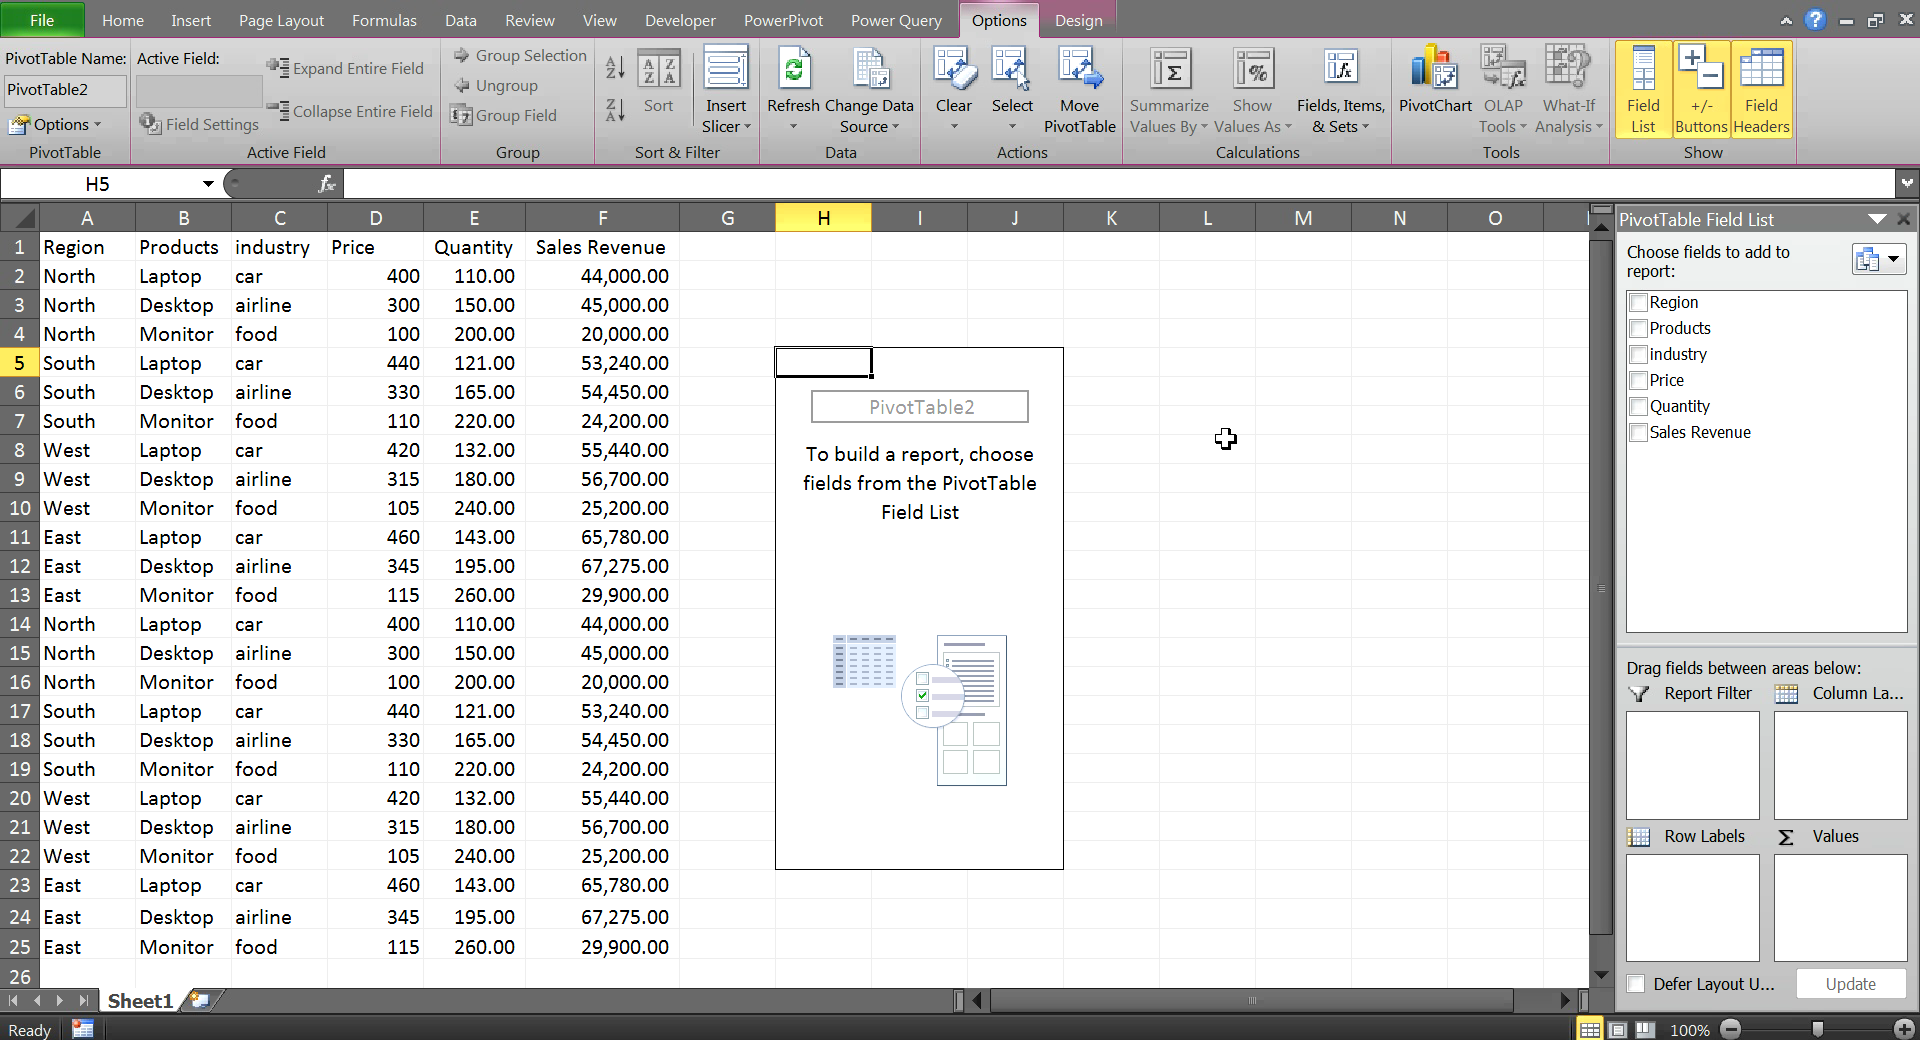 File Home Insert Page Layout Formulas Data Review View Developer PowerPivot Power Query Options Design
PivotTable Name:
PivotTable2
Options
PivotTable
Active Field:
Field Settings
Expand Entire Field
Collapse Entire Field
Active Field
Group Selection
Ungroup
Group Field
Group
Sort
Sort & Filter
Insert
Slicer
Refresh
Change Data
Source
Data
Clear
Select
Move
PivotTable
Actions
Summarize
Values By
Show
Values As
Fields, Items,
& Sets
Calculations
PivotChart
OLAP
Tools
What-If
Analysis
Tools
Field
List
+/-
Buttons
Field
Headers
Show
H5 fx
A B C D E F G H I J K L M N O
1 Region Products industry Price Quantity Sales Revenue
2 North Laptop car 400 110.00 44,000.00
3 North Desktop airline 300 150.00 45,000.00
4 North Monitor food 100 200.00 20,000.00
5 South Laptop car 440 121.00 53,240.00
6 South Desktop airline 330 165.00 54,450.00
7 South Monitor food 110 220.00 24,200.00
8 West Laptop car 420 132.00 55,440.00
9 West Desktop airline 315 180.00 56,700.00
10 West Monitor food 105 240.00 25,200.00
11 East Laptop car 460 143.00 65,780.00
12 East Desktop airline 345 195.00 67,275.00
13 East Monitor food 115 260.00 29,900.00
14 North Laptop car 400 110.00 44,000.00
15 North Desktop airline 300 150.00 45,000.00
16 North Monitor food 100 200.00 20,000.00
17 South Laptop car 440 121.00 53,240.00
18 South Desktop airline 330 165.00 54,450.00
19 South Monitor food 110 220.00 24,200.00
20 West Laptop car 420 132.00 55,440.00
21 West Desktop airline 315 180.00 56,700.00
22 West Monitor food 105 240.00 25,200.00
23 East Laptop car 460 143.00 65,780.00
24 East Desktop airline 345 195.00 67,275.00
25 East Monitor food 115 260.00 29,900.00
26
PivotTable2
To build a report, choose
fields from the PivotTable
Field List
PivotTable Field List
Choose fields to add to
report:
Region
Products
industry
Price
Quantity
Sales Revenue
Drag fields between areas below:
Report Filter Column La...
Row Labels Σ Values
Defer Layout U... Update
Sheet1
Ready 100%